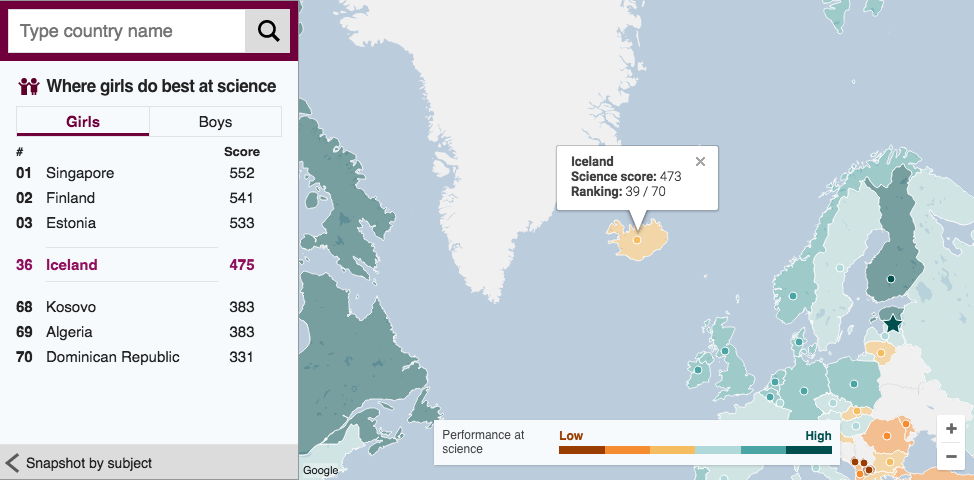 Type country name
Where girls do best at science
Girls Boys
# Score
01 Singapore 552
02 Finland 541
03 Estonia 533
36 Iceland 475
68 Kosovo 383
69 Algeria 383
70 Dominican Republic 331
Snapshot by subject
Iceland
Science score: 473
Ranking: 39 / 70
Performance at
science
Low High
Google